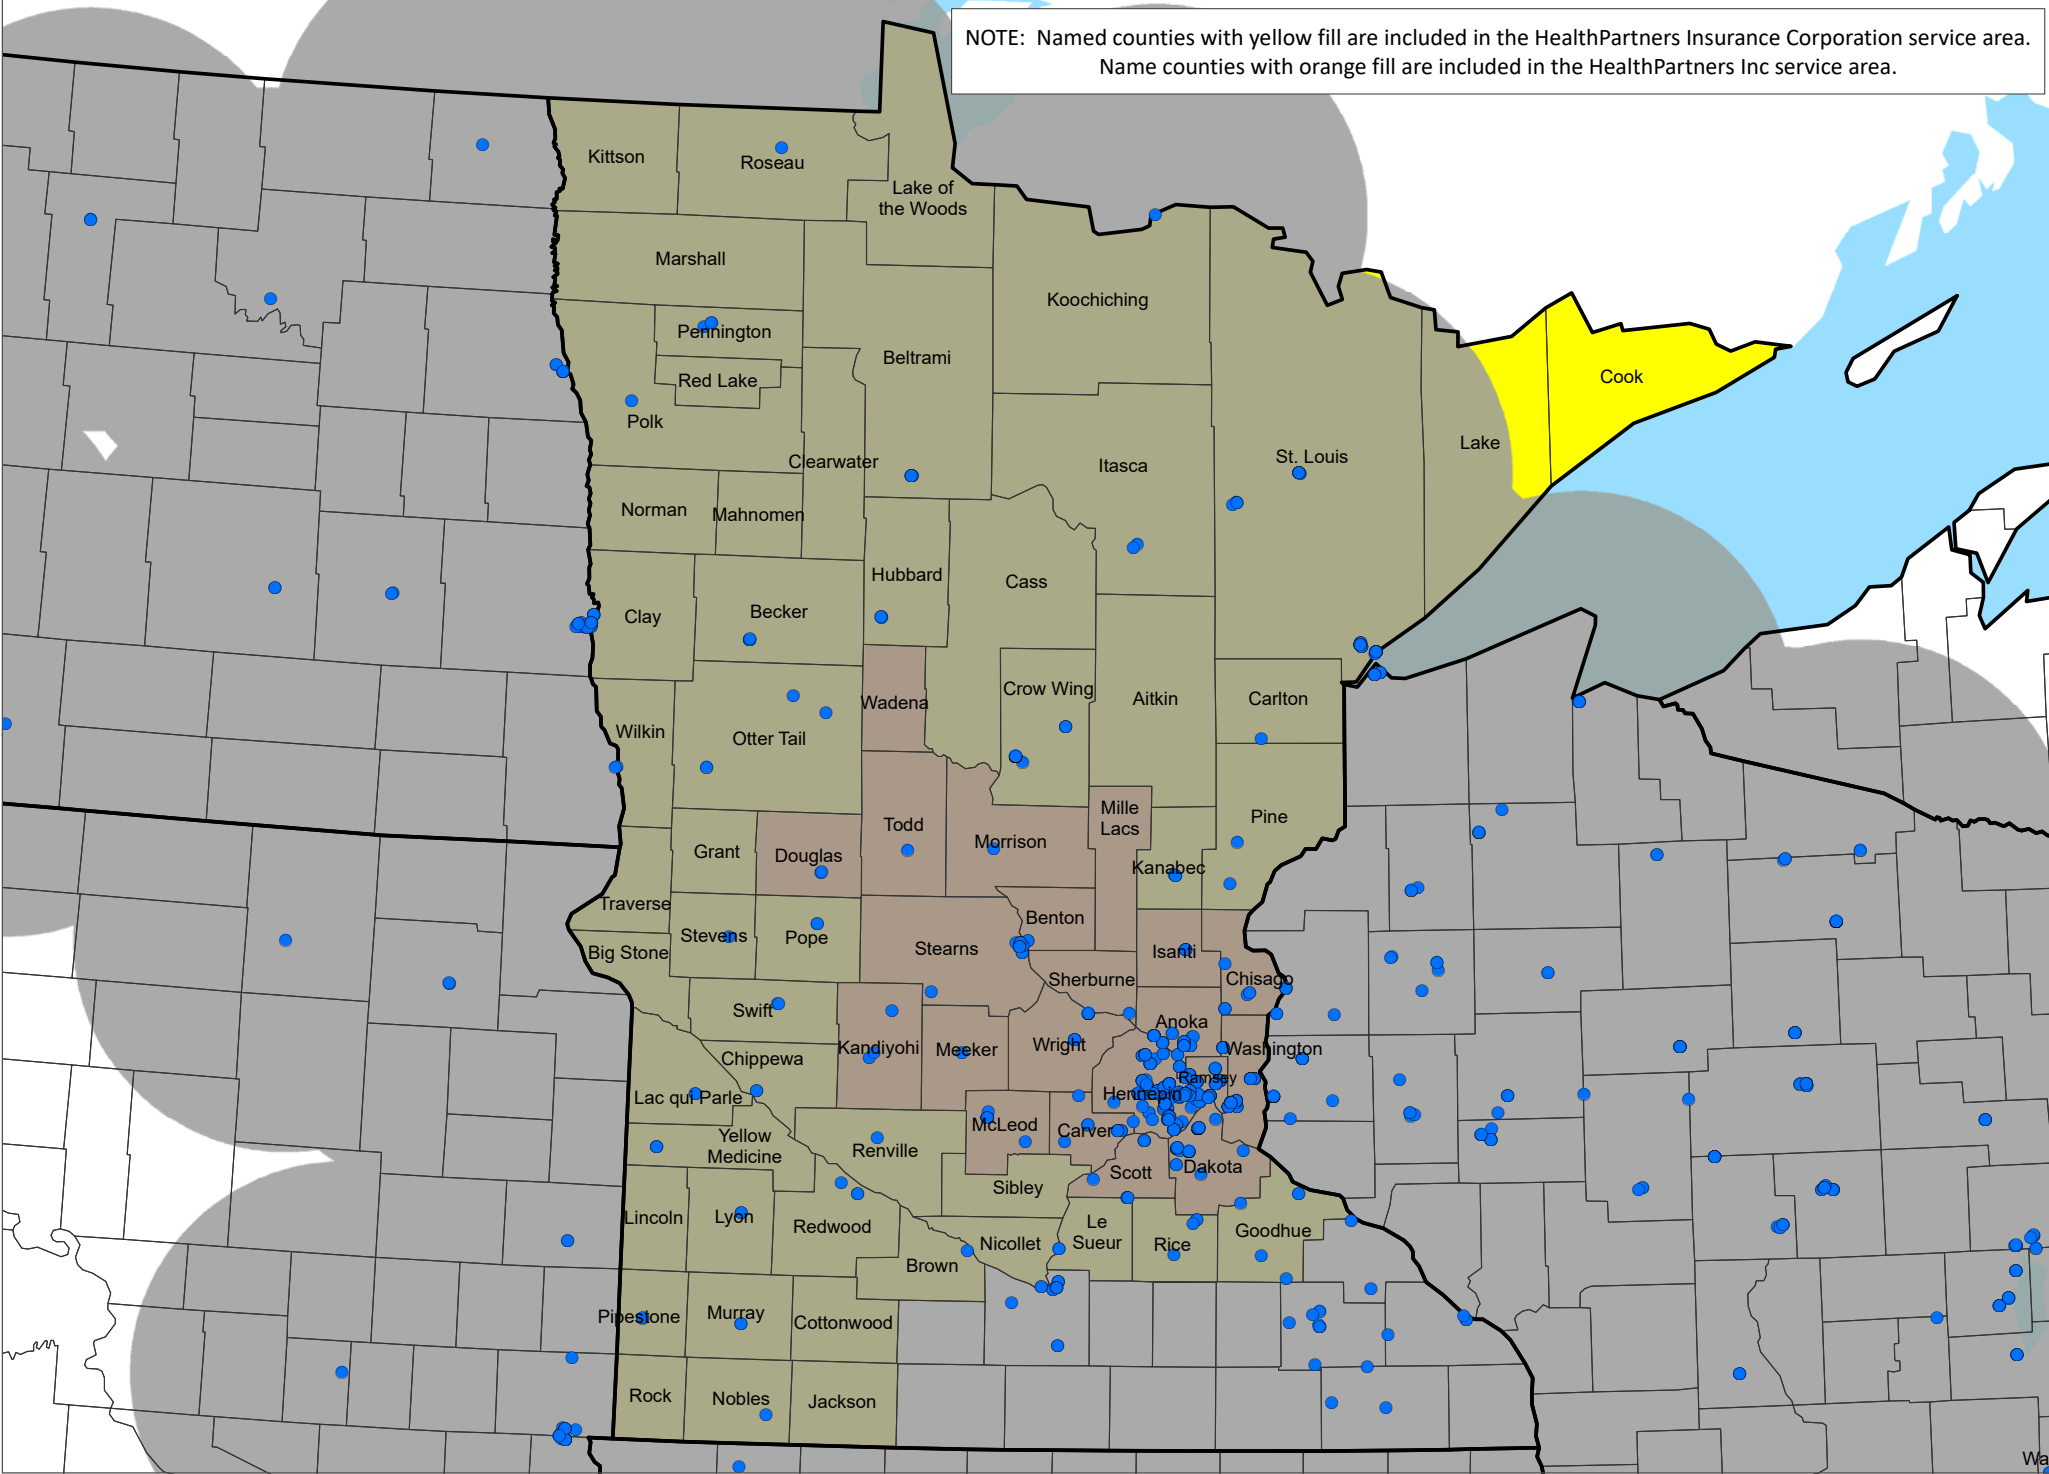 NOTE:  Named counties with yellow fill are included in the HealthPartners Insurance Corporation service area.
Name counties with orange fill are included in the HealthPartners Inc service area.
Kittson
Roseau
Lake of
the Woods
Marshall
Koochiching
Pennington
Beltrami
Red Lake
Cook
Polk
Lake
Clearwater
Itasca
St. Louis
Norman
Mahnomen
Hubbard
Cass
Clay
Becker
Wadena
Crow Wing
Aitkin
Carlton
Wilkin
Otter Tail
Mille
Lacs
Pine
Todd
Morrison
Grant
Douglas
Kanabec
Traverse
Benton
Stevens
Pope
Stearns
Isanti
Big Stone
Sherburne
Chisago
Swift
Anoka
Kandiyohi
Meeker
Wright
Washington
Chippewa
Ramsey
Lac qui Parle
Hennepin
McLeod
Carver
Yellow
Medicine
Renville
Scott
Dakota
Sibley
Lincoln
Lyon
Redwood
Le
Sueur
Rice
Goodhue
Nicollet
Brown
Pipestone
Murray
Cottonwood
Rock
Nobles
Jackson
Wa